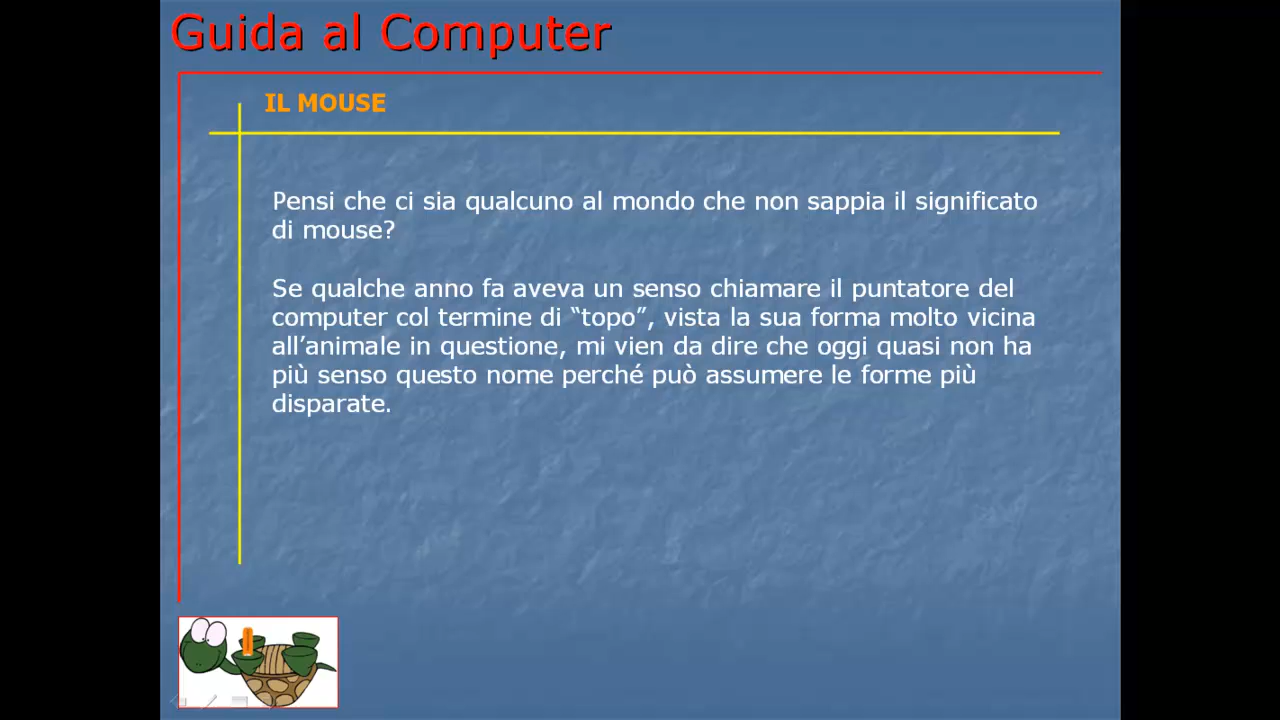 Guida al Computer
IL MOUSE
Pensi che ci sia qualcuno al mondo che non sappia il significato
di mouse?
Se qualche anno fa aveva un senso chiamare il puntatore del
computer col termine di “topo”, vista la sua forma molto vicina
all’animale in questione, mi vien da dire che oggi quasi non ha
più senso questo nome perché può assumere le forme più
disparate.